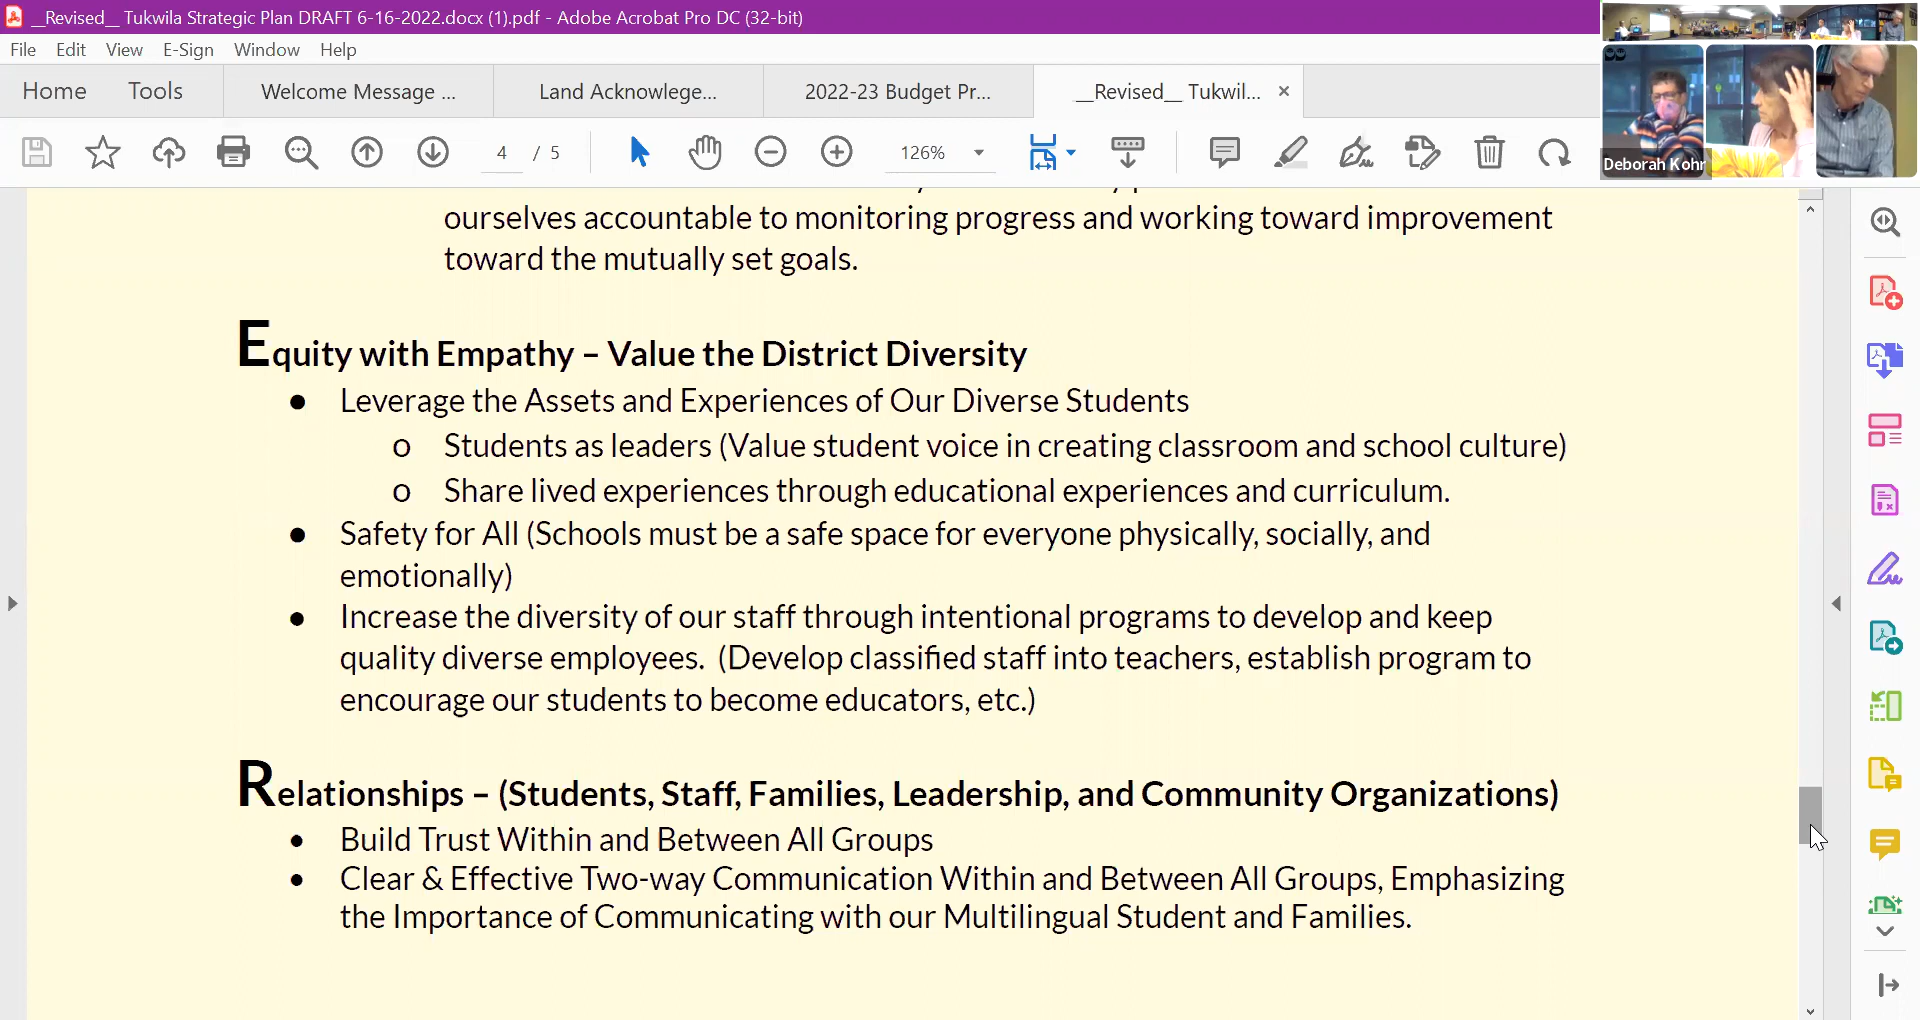 __Revised__ Tukwila Strategic Plan DRAFT 6-16-2022.docx (1).pdf - Adobe Acrobat Pro DC (32-bit)
File Edit View E-Sign Window Help
Home Tools Welcome Message ... Land Acknowlege... 2022-23 Budget Pr... __Revised__ Tukwil... ×
4 / 5 126%
Deborah Kohr
ourselves accountable to monitoring progress and working toward improvement
toward the mutually set goals.
Equity with Empathy – Value the District Diversity
● Leverage the Assets and Experiences of Our Diverse Students
o Students as leaders (Value student voice in creating classroom and school culture)
o Share lived experiences through educational experiences and curriculum.
● Safety for All (Schools must be a safe space for everyone physically, socially, and
emotionally)
● Increase the diversity of our staff through intentional programs to develop and keep
quality diverse employees. (Develop classified staff into teachers, establish program to
encourage our students to become educators, etc.)
Relationships – (Students, Staff, Families, Leadership, and Community Organizations)
● Build Trust Within and Between All Groups
● Clear & Effective Two-way Communication Within and Between All Groups, Emphasizing
the Importance of Communicating with our Multilingual Student and Families.